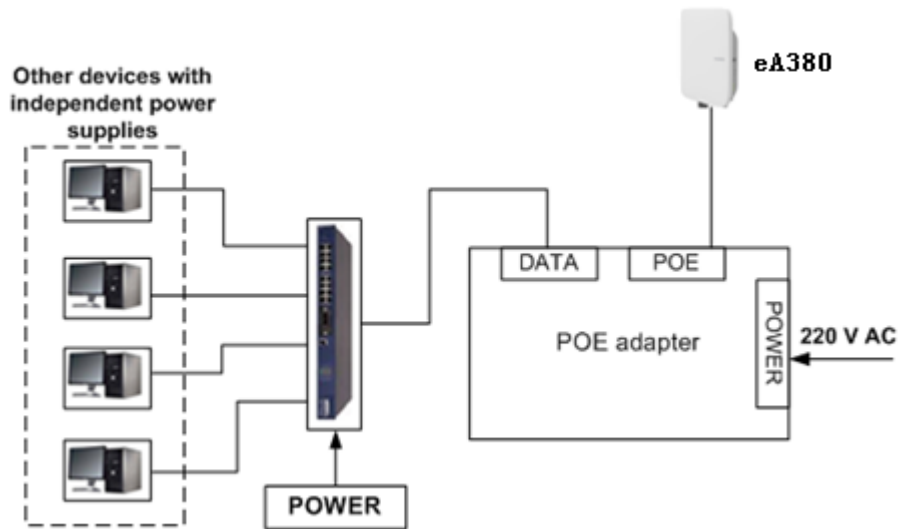 eA380
Other devices with
independent power
supplies
DATA
POE
POWER
220 V AC
POE adapter
POWER